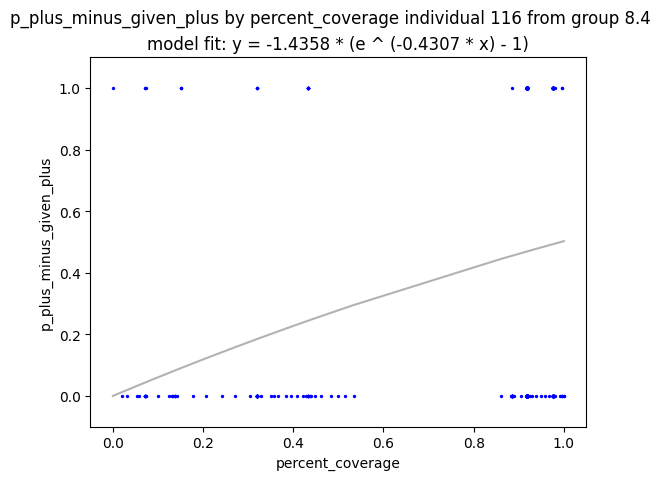 p_plus_minus_given_plus by percent_coverage individual 116 from group 8.4
model fit: y = -1.4358 * (e ^ (-0.4307 * x) - 1)
1.0
0.8
0.6
0.4
0.2
0.0
p_plus_minus_given_plus
0.0 0.2 0.4 0.6 0.8 1.0
percent_coverage